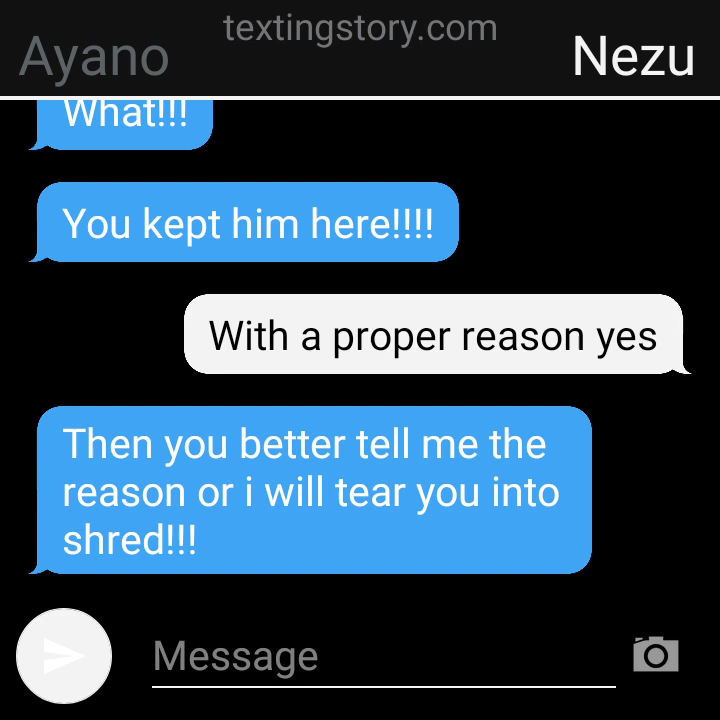 textingstory.com
Ayano
Nezu
What!!!
You kept him here!!!!
With a proper reason yes
Then you better tell me the
reason or i will tear you into
shred!!!
Message